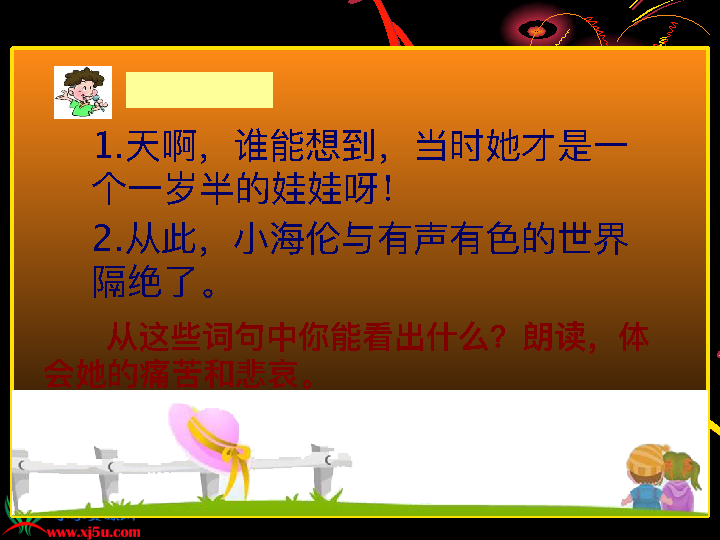 1.天啊，谁能想到，当时她才是一
个一岁半的娃娃呀！
2.从此，小海伦与有声有色的世界
隔绝了。
从这些词句中你能看出什么？朗读，体
会她的痛苦和悲哀。
www.xj5u.com